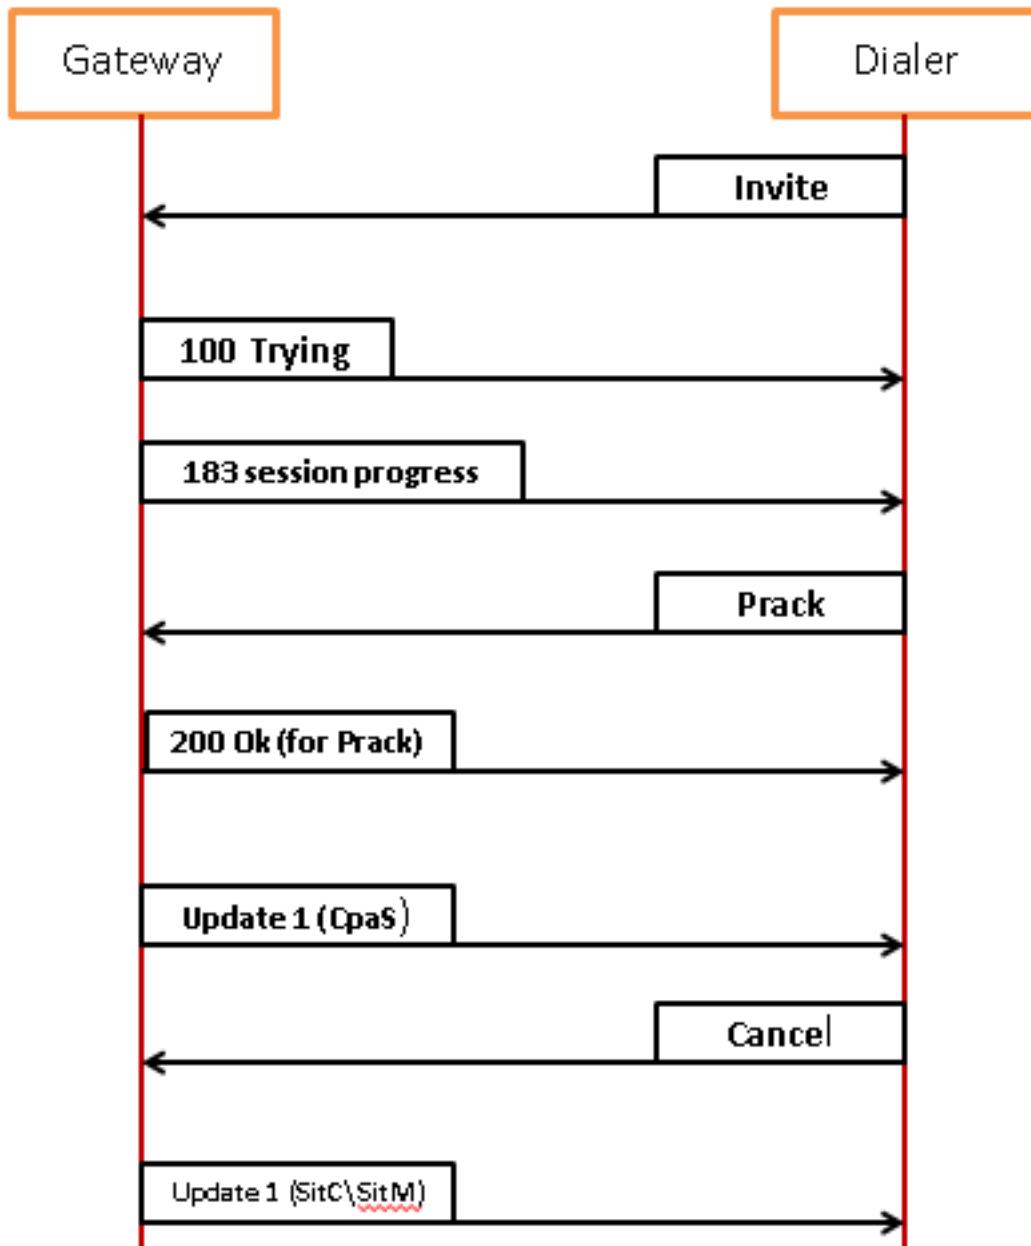 Gateway
Dialer
Invite
100 Trying
183 session progress
Prack
200 Ok (for Prack)
Update 1 (CpaS)
Cancel
Update 1 (SitC\SitM)